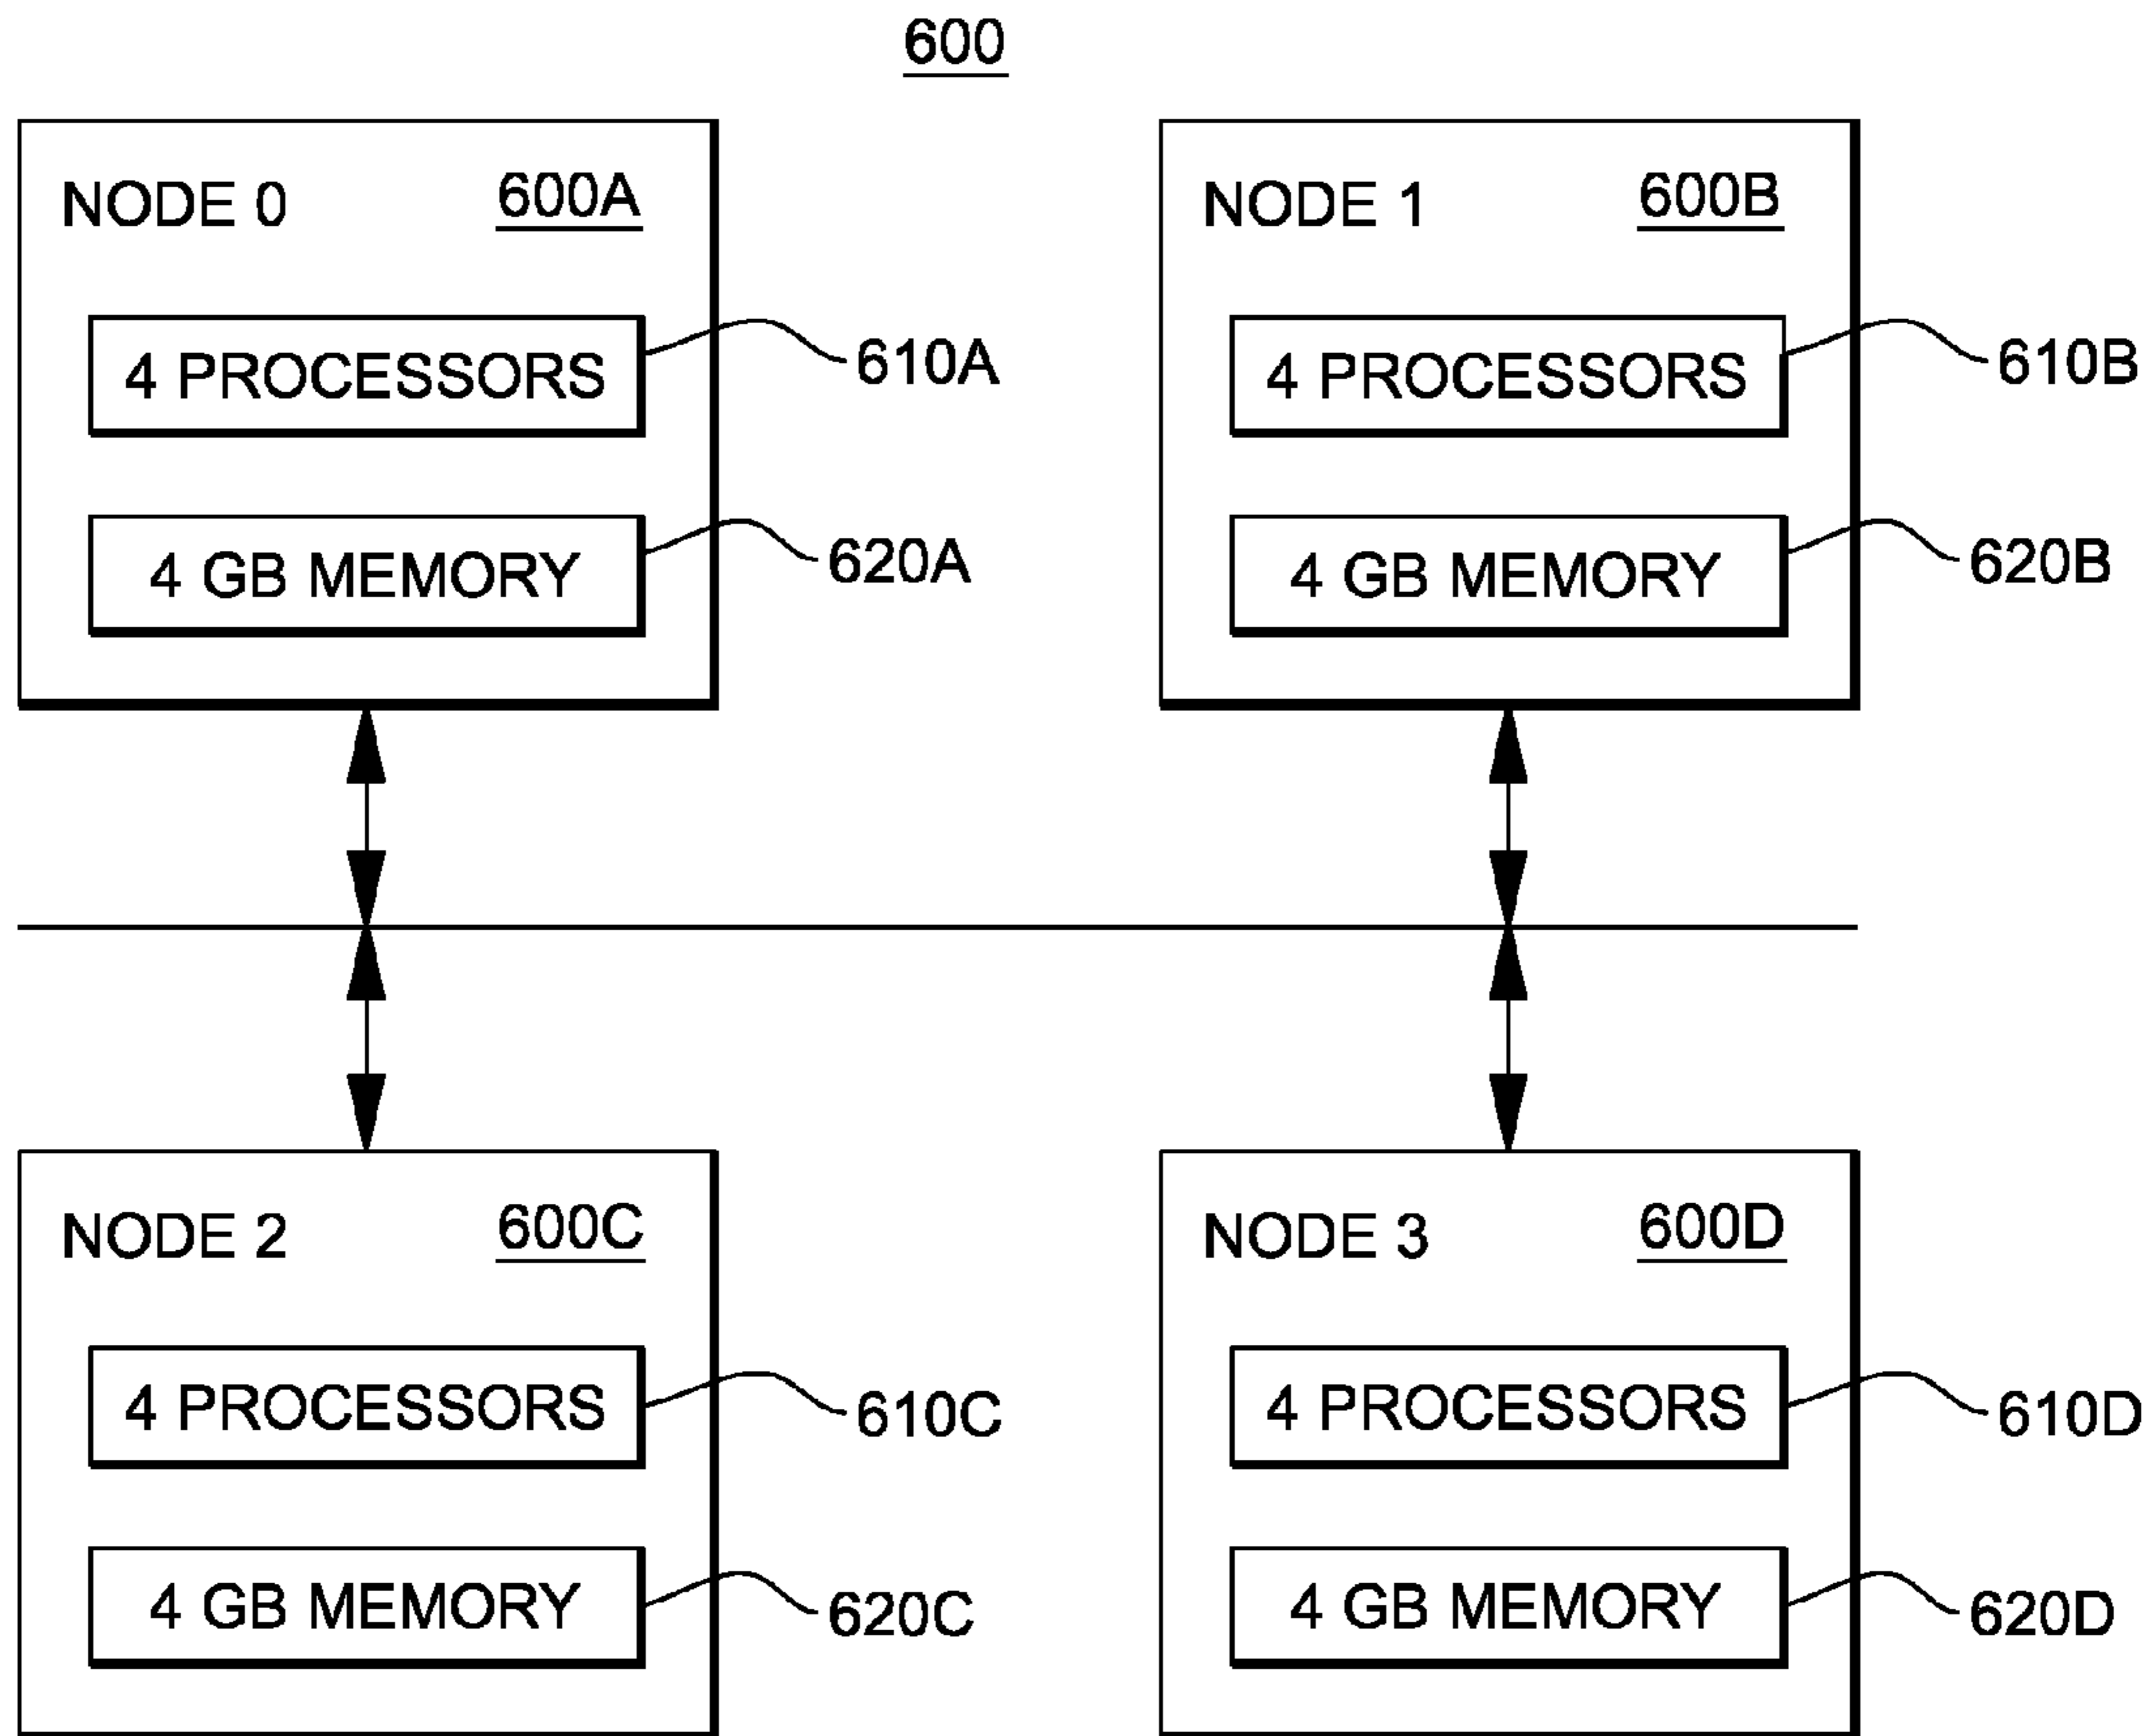 600
NODE 0 600A
4 PROCESSORS 610A
4 GB MEMORY 620A
NODE 1 600B
4 PROCESSORS 610B
4 GB MEMORY 620B
NODE 2 600C
4 PROCESSORS 610C
4 GB MEMORY 620C
NODE 3 600D
4 PROCESSORS 610D
4 GB MEMORY 620D